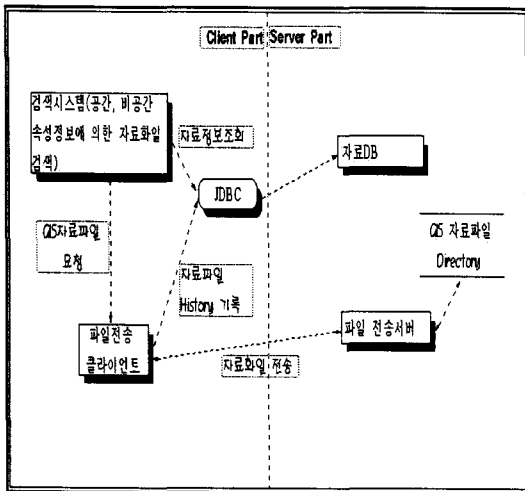 Client Part Server Part
검색시스템(공간, 비공간
속성정보에 의한 자료화일
검색)
자료정보조회
자료DB
JDBC
GIS자료파일
요청
GIS 자료파일
Directory
자료파일
History 기록
파일전송
클라이언트
파일 전송서버
자료화일 전송